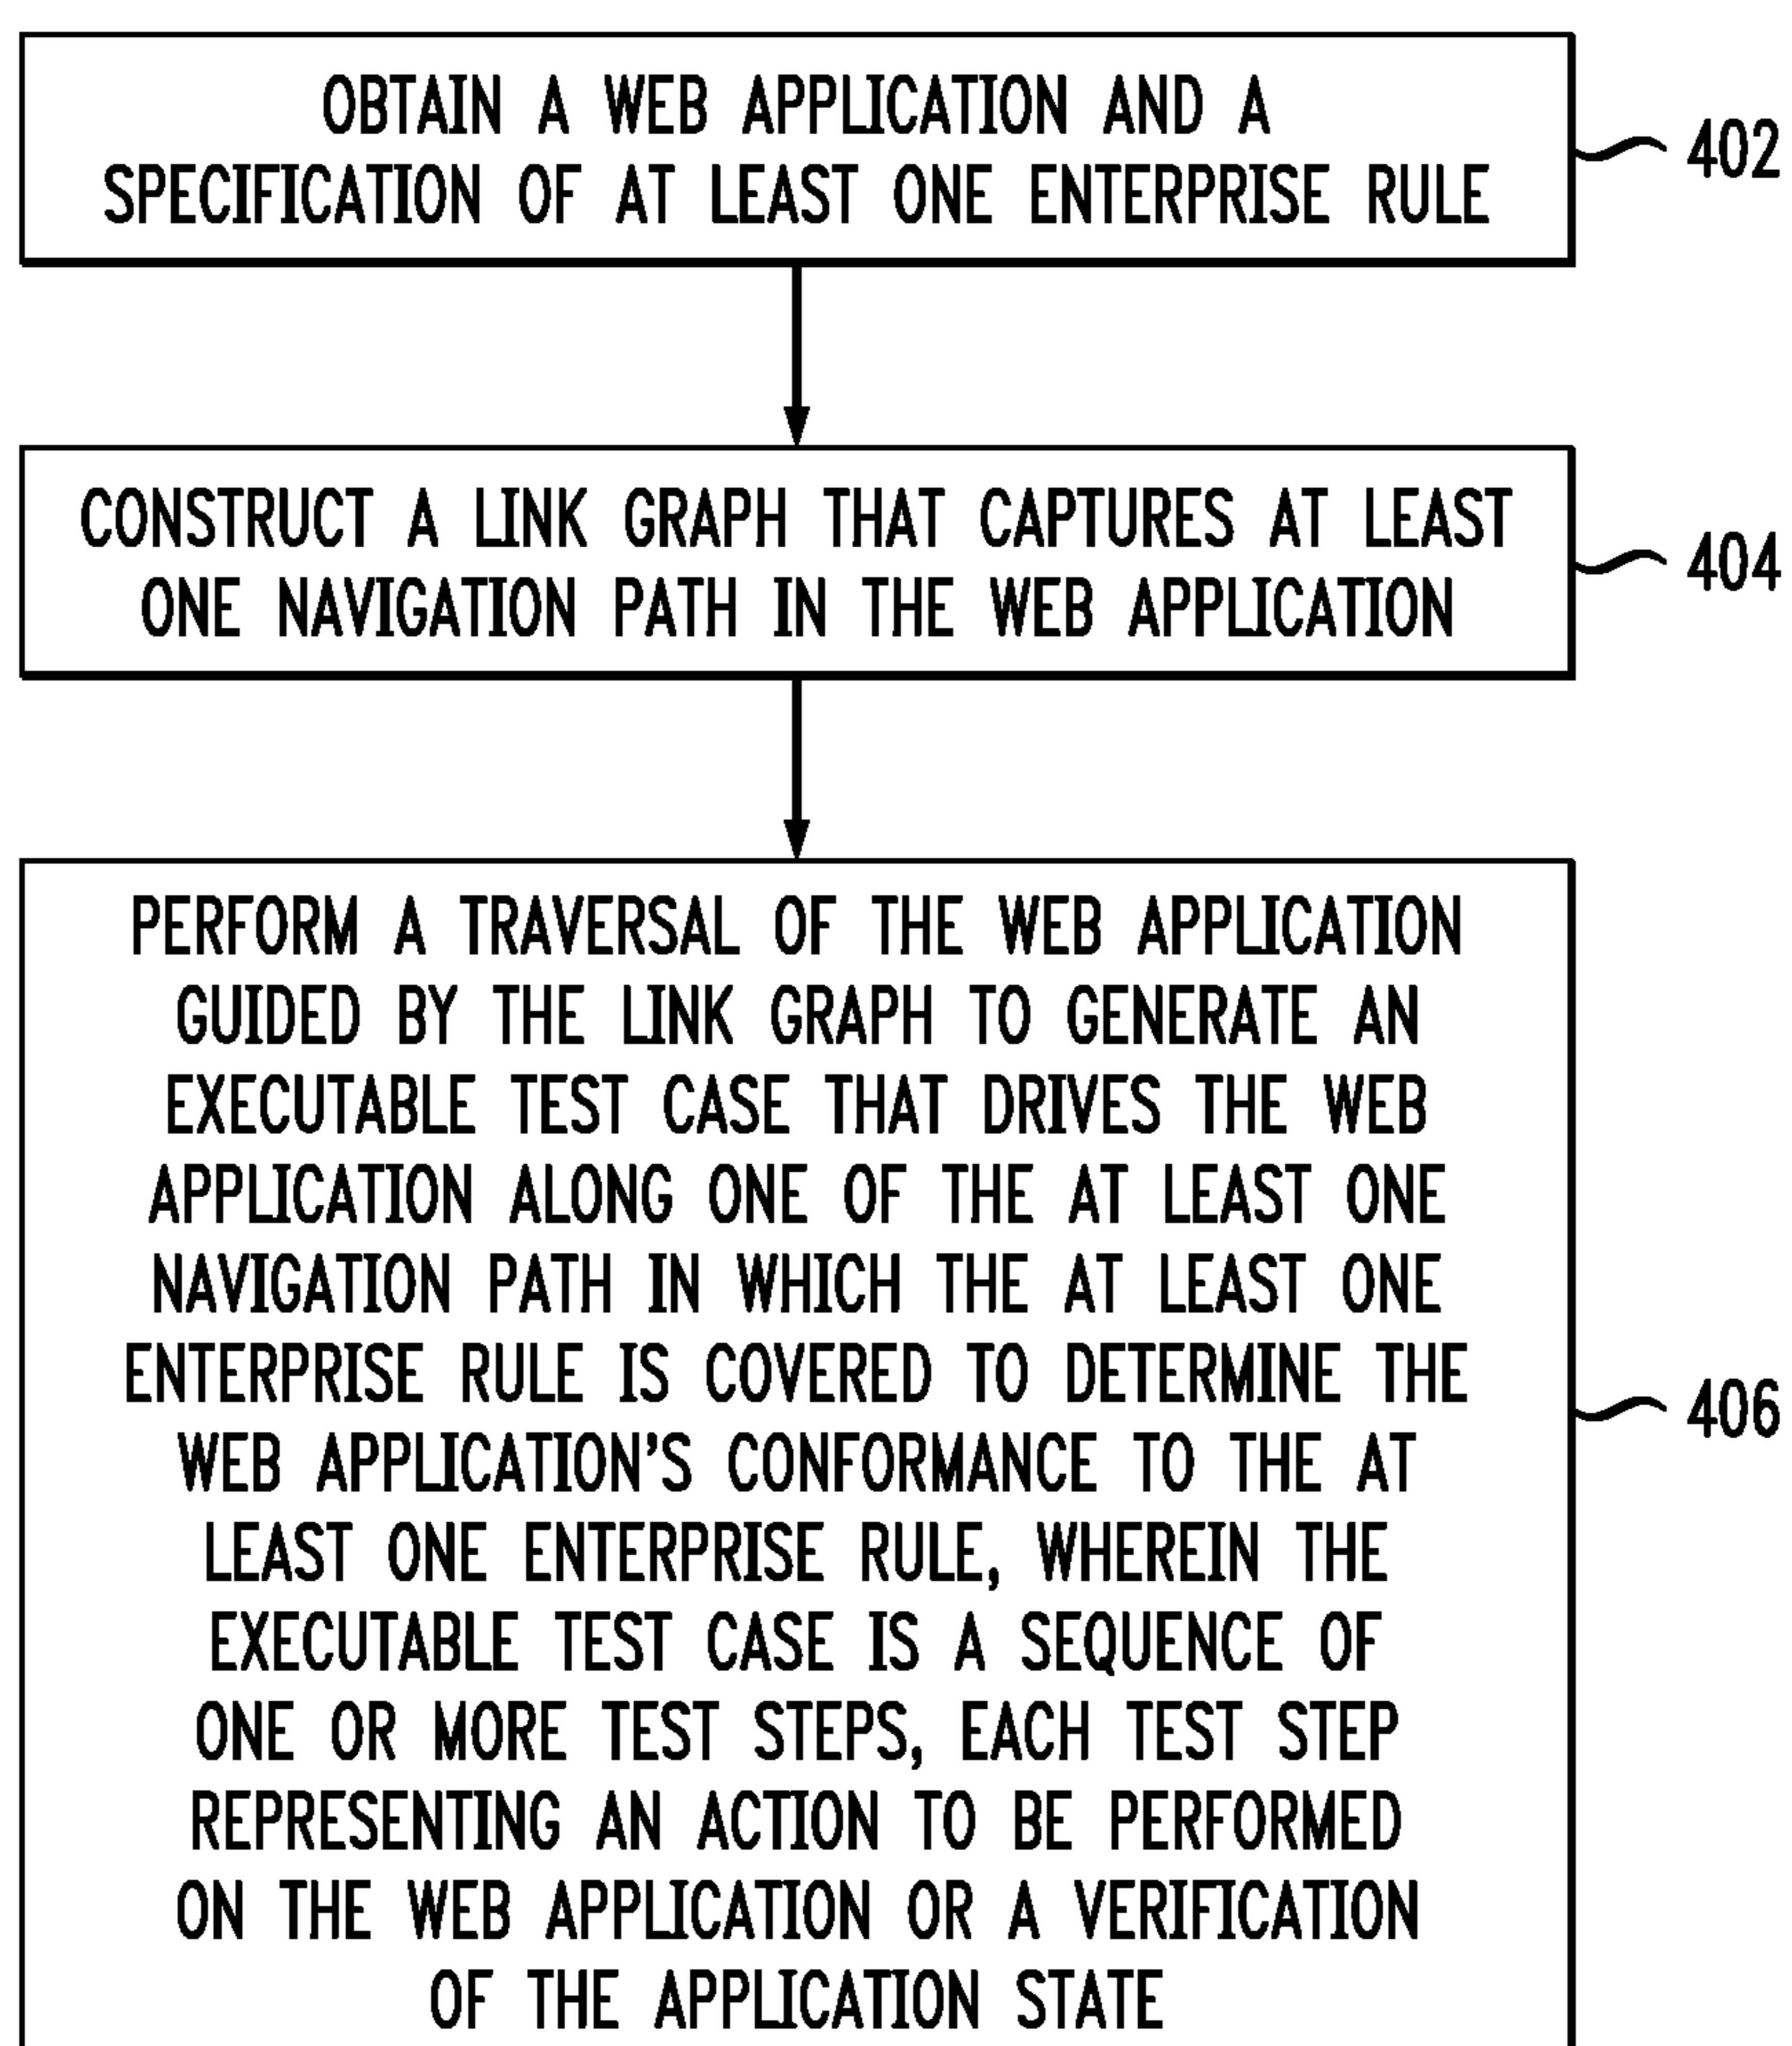 OBTAIN A WEB APPLICATION AND A
SPECIFICATION OF AT LEAST ONE ENTERPRISE RULE
402
CONSTRUCT A LINK GRAPH THAT CAPTURES AT LEAST
ONE NAVIGATION PATH IN THE WEB APPLICATION
404
PERFORM A TRAVERSAL OF THE WEB APPLICATION
GUIDED BY THE LINK GRAPH TO GENERATE AN
EXECUTABLE TEST CASE THAT DRIVES THE WEB
APPLICATION ALONG ONE OF THE AT LEAST ONE
NAVIGATION PATH IN WHICH THE AT LEAST ONE
ENTERPRISE RULE IS COVERED TO DETERMINE THE
WEB APPLICATION'S CONFORMANCE TO THE AT
LEAST ONE ENTERPRISE RULE, WHEREIN THE
EXECUTABLE TEST CASE IS A SEQUENCE OF
ONE OR MORE TEST STEPS, EACH TEST STEP
REPRESENTING AN ACTION TO BE PERFORMED
ON THE WEB APPLICATION OR A VERIFICATION
OF THE APPLICATION STATE
406